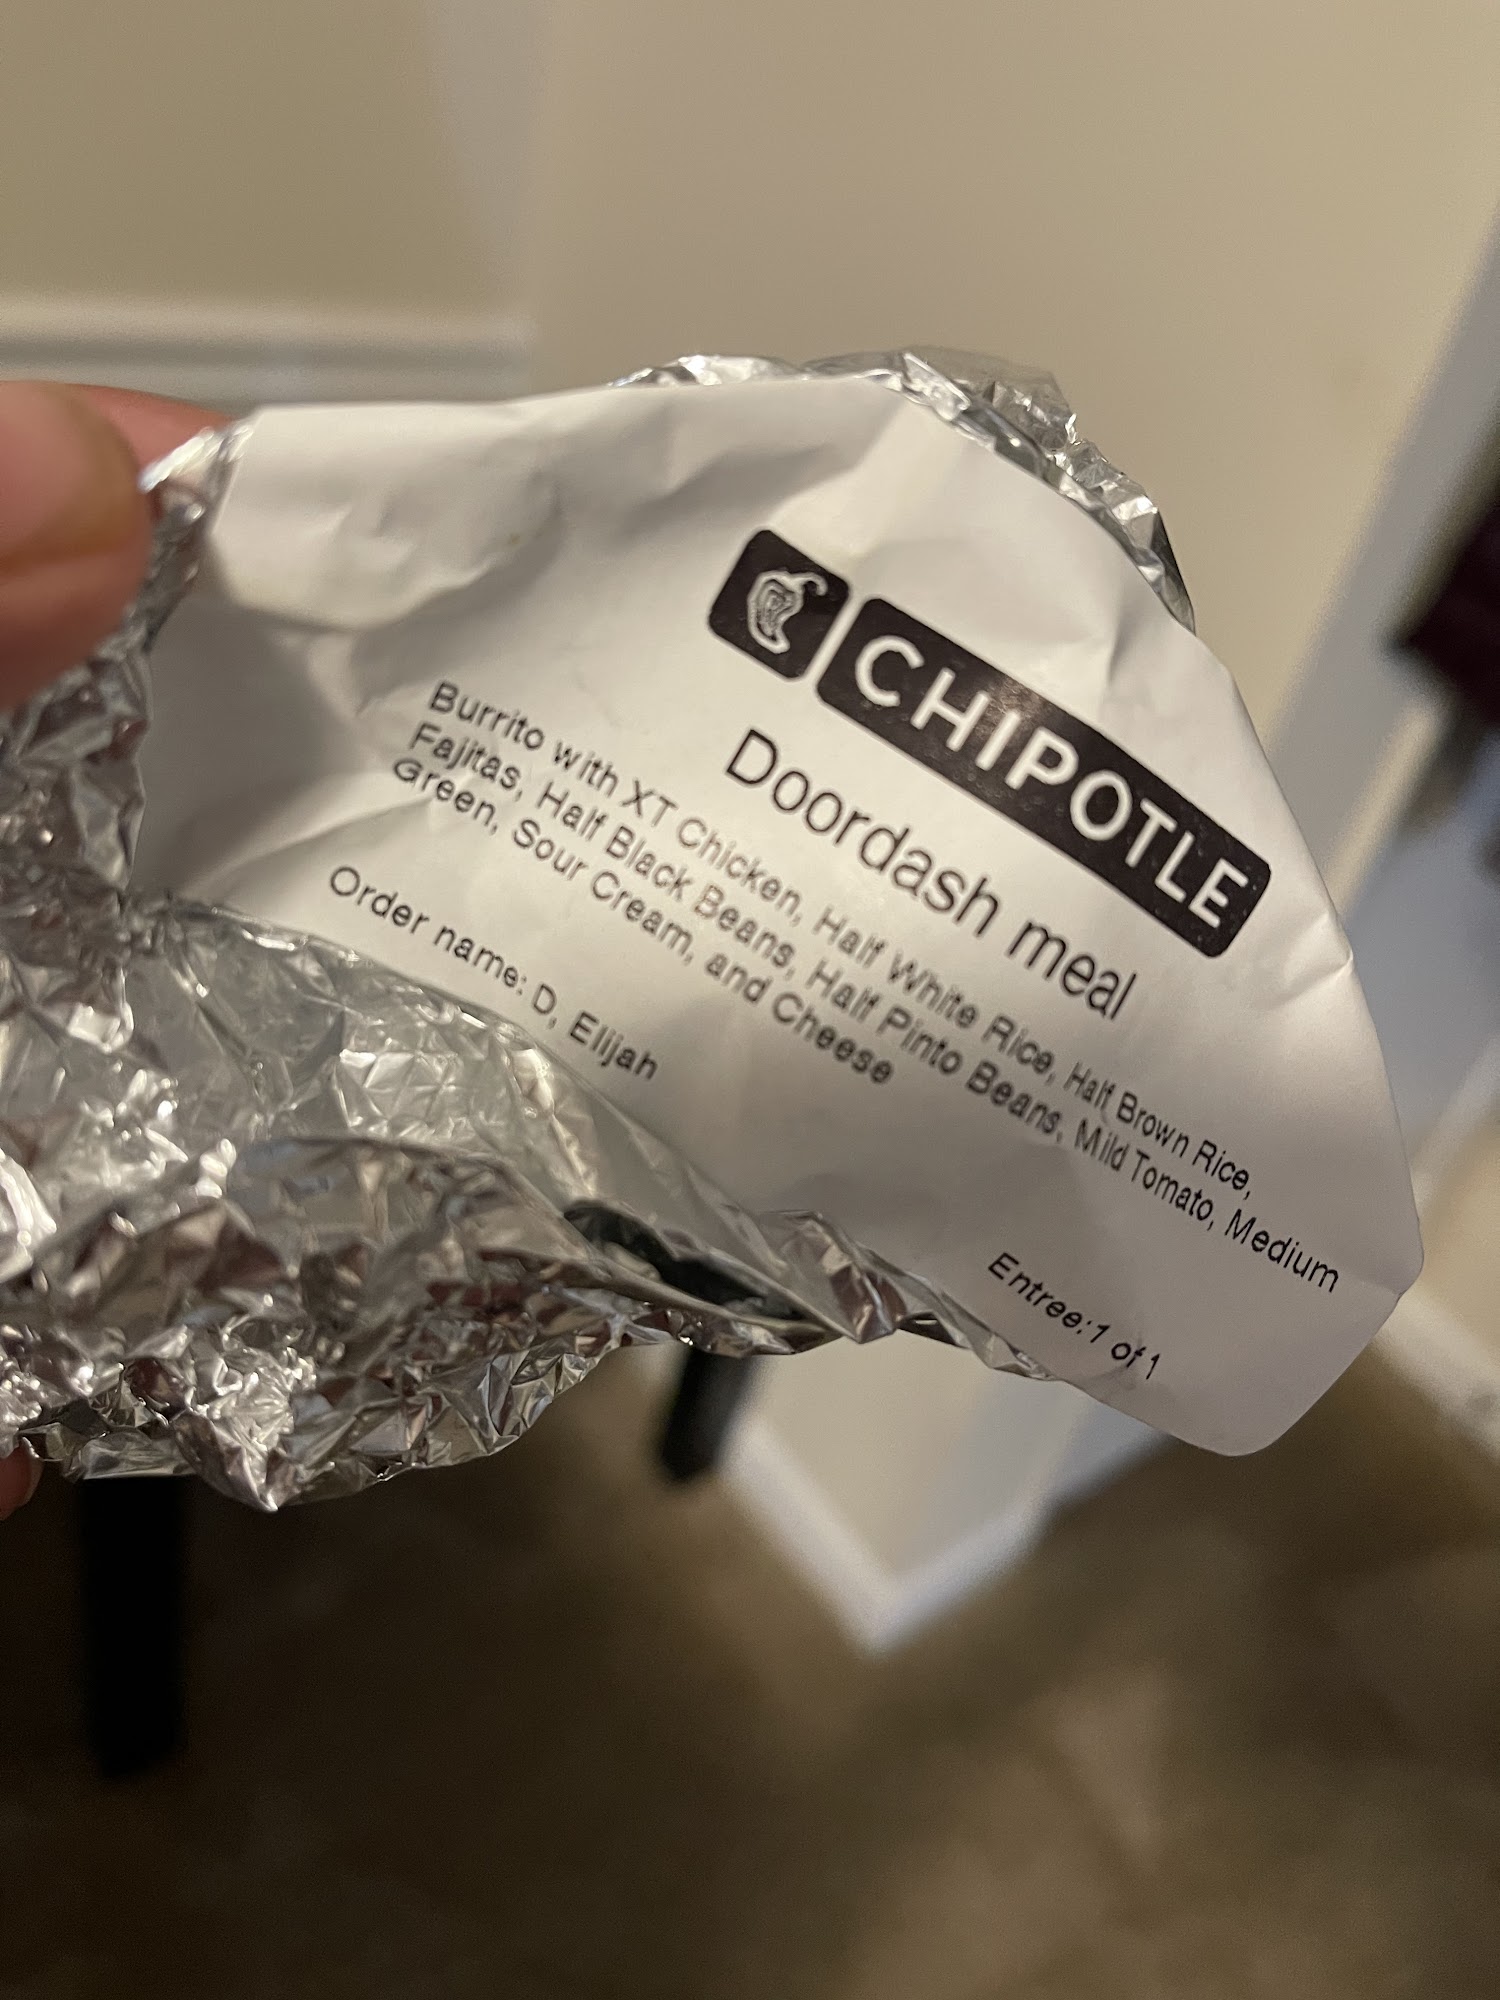 CHIPOTLE
Doordash meal
Burrito with XT Chicken, Half White Rice, Half Brown Rice,
Fajitas, Half Black Beans, Half Pinto Beans, Mild Tomato, Medium
Green, Sour Cream, and Cheese
Order name: D, Elijah
Entree:1 of 1